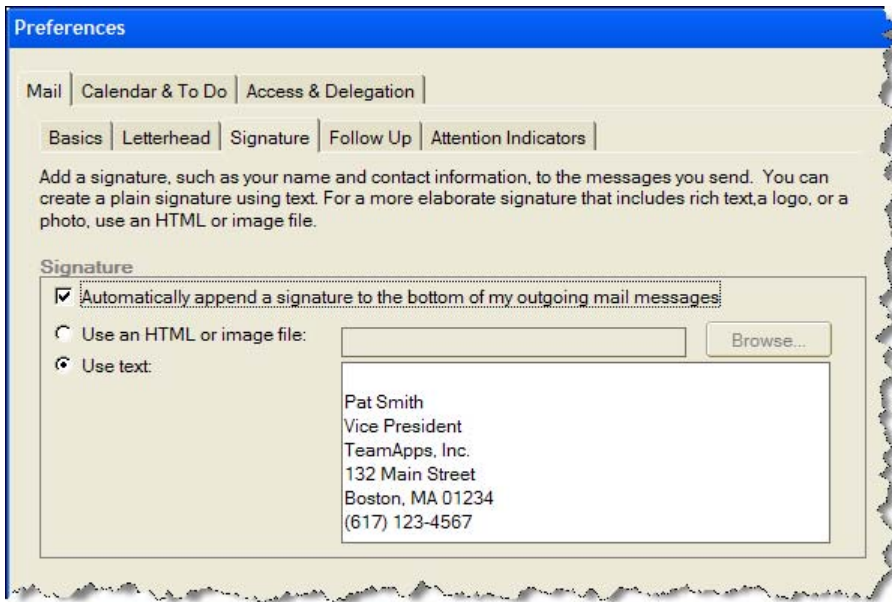 Preferences
Mail Calendar & To Do Access & Delegation
Basics Letterhead Signature Follow Up Attention Indicators
Add a signature, such as your name and contact information, to the messages you send.  You can
create a plain signature using text. For a more elaborate signature that includes rich text,a logo, or a
photo, use an HTML or image file.
Signature
Automatically append a signature to the bottom of my outgoing mail messages
Use an HTML or image file: Browse...
Use text:
Pat Smith
Vice President
TeamApps, Inc.
132 Main Street
Boston, MA 01234
(617) 123-4567